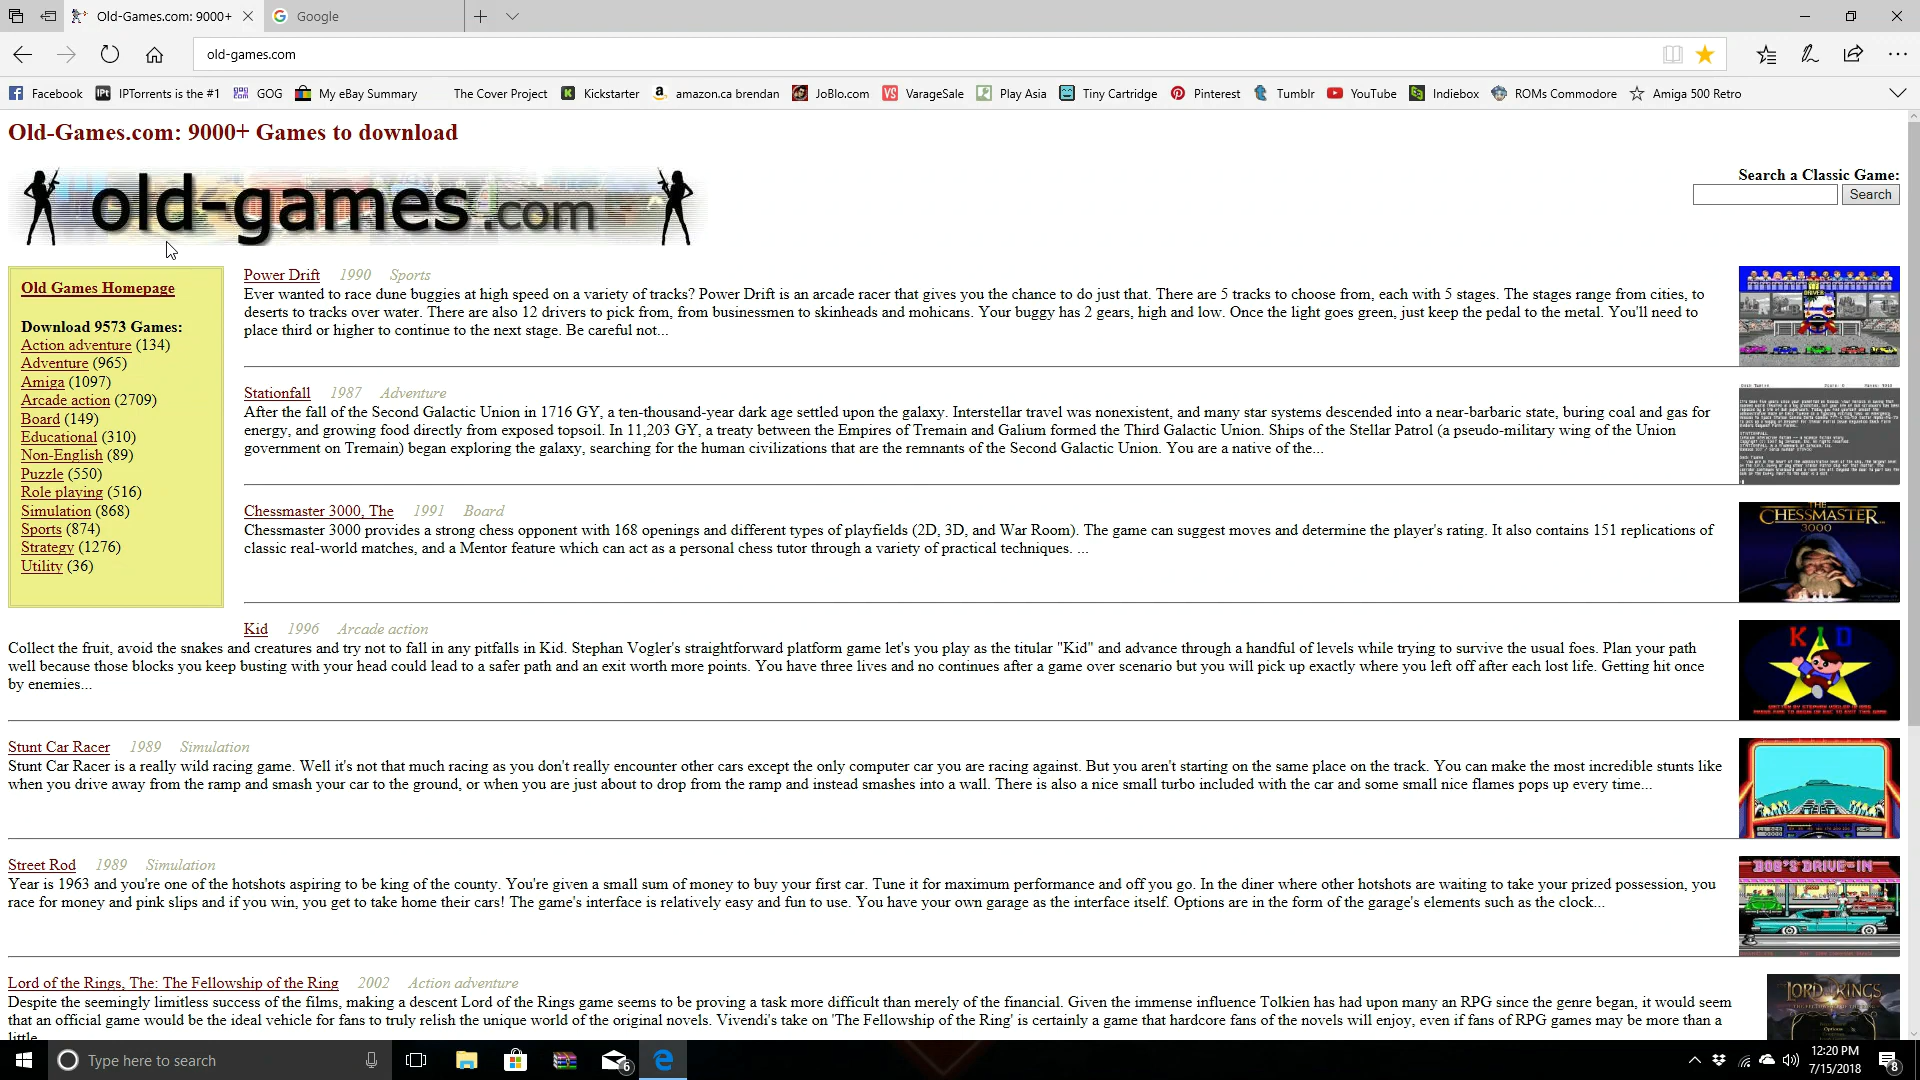 Old-Games.com: 9000+
Google
old-games.com
Facebook
IPTorrents is the #1
GOG
My eBay Summary
The Cover Project
Kickstarter
amazon.ca brendan
JoBlo.com
VarageSale
Play Asia
Tiny Cartridge
Pinterest
Tumblr
YouTube
Indiebox
ROMs Commodore
Amiga 500 Retro
Old-Games.com: 9000+ Games to download
old-games.com
Search a Classic Game:
Search
Old Games Homepage
Download 9573 Games:
Action adventure (134)
Adventure (965)
Amiga (1097)
Arcade action (2709)
Board (149)
Educational (310)
Non-English (89)
Puzzle (550)
Role playing (516)
Simulation (868)
Sports (874)
Strategy (1276)
Utility (36)
Power Drift 1990 Sports
Ever wanted to race dune buggies at high speed on a variety of tracks? Power Drift is an arcade racer that gives you the chance to do just that. There are 5 tracks to choose from, each with 5 stages. The stages range from cities, to
deserts to tracks over water. There are also 12 drivers to pick from, from businessmen to skinheads and mohicans. Your buggy has 2 gears, high and low. Once the light goes green, just keep the pedal to the metal. You'll need to
place third or higher to continue to the next stage. Be careful not...
Stationfall 1987 Adventure
After the fall of the Second Galactic Union in 1716 GY, a ten-thousand-year dark age settled upon the galaxy. Interstellar travel was nonexistent, and many star systems descended into a near-barbaric state, buring coal and gas for
energy, and growing food directly from exposed topsoil. In 11,203 GY, a treaty between the Empires of Tremain and Galium formed the Third Galactic Union. Ships of the Stellar Patrol (a pseudo-military wing of the Union
government on Tremain) began exploring the galaxy, searching for the human civilizations that are the remnants of the Second Galactic Union. You are a native of the...
Chessmaster 3000, The 1991 Board
Chessmaster 3000 provides a strong chess opponent with 168 openings and different types of playfields (2D, 3D, and War Room). The game can suggest moves and determine the player's rating. It also contains 151 replications of
classic real-world matches, and a Mentor feature which can act as a personal chess tutor through a variety of practical techniques. ...
THE
CHESSMASTER
3000
Kid 1996 Arcade action
Collect the fruit, avoid the snakes and creatures and try not to fall in any pitfalls in Kid. Stephan Vogler's straightforward platform game let's you play as the titular "Kid" and advance through a handful of levels while trying to survive the usual foes. Plan your path
well because those blocks you keep busting with your head could lead to a safer path and an exit worth more points. You have three lives and no continues after a game over scenario but you will pick up exactly where you left off after each lost life. Getting hit once
by enemies...
KID
Stunt Car Racer 1989 Simulation
Stunt Car Racer is a really wild racing game. Well it's not that much racing as you don't really encounter other cars except the only computer car you are racing against. But you aren't starting on the same place on the track. You can make the most incredible stunts like
when you drive away from the ramp and smash your car to the ground, or when you are just about to drop from the ramp and instead smashes into a wall. There is also a nice small turbo included with the car and some small nice flames pops up every time...
Street Rod 1989 Simulation
Year is 1963 and you're one of the hotshots aspiring to be king of the county. You're given a small sum of money to buy your first car. Tune it for maximum performance and off you go. In the diner where other hotshots are waiting to take your prized possession, you
race for money and pink slips and if you win, you get to take home their cars! The game's interface is relatively easy and fun to use. You have your own garage as the interface itself. Options are in the form of the garage's elements such as the clock...
BOB'S DRIVE-IN
Lord of the Rings, The: The Fellowship of the Ring 2002 Action adventure
Despite the seemingly limitless success of the films, making a descent Lord of the Rings game seems to be proving a task more difficult than merely of the financial. Given the immense influence Tolkien has had upon many an RPG since the genre began, it would seem
that an official game would be the ideal vehicle for fans to truly relish the unique world of the original novels. Vivendi's take on 'The Fellowship of the Ring' is certainly a game that hardcore fans of the novels will enjoy, even if fans of RPG games may be more than a
little
LORD RINGS
Options
Type here to search
6
12:20 PM
7/15/2018
8